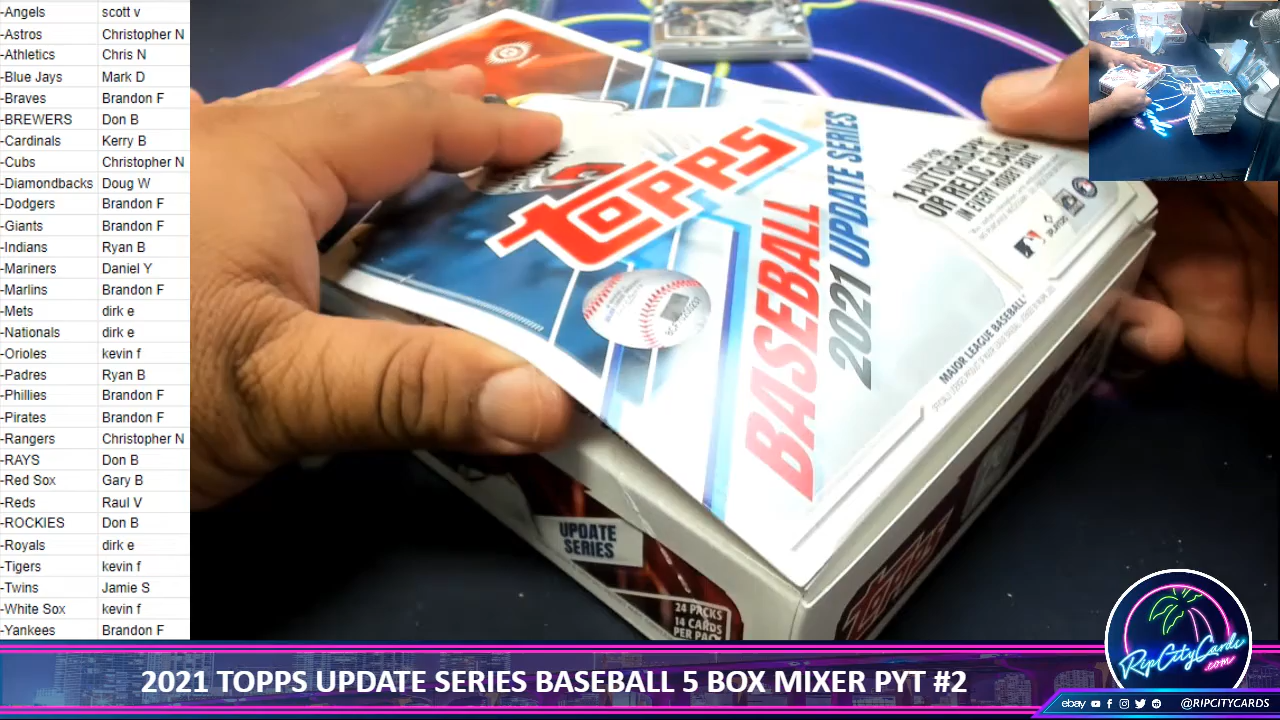 -Angels scott v
-Astros Christopher N
-Athletics Chris N
-Blue Jays Mark D
-Braves Brandon F
-BREWERS Don B
-Cardinals Kerry B
-Cubs Christopher N
-Diamondbacks Doug W
-Dodgers Brandon F
-Giants Brandon F
-Indians Ryan B
-Mariners Daniel Y
-Marlins Brandon F
-Mets dirk e
-Nationals dirk e
-Orioles kevin f
-Padres Ryan B
-Phillies Brandon F
-Pirates Brandon F
-Rangers Christopher N
-RAYS Don B
-Red Sox Gary B
-Reds Raul V
-ROCKIES Don B
-Royals dirk e
-Tigers kevin f
-Twins Jamie S
-White Sox kevin f
-Yankees Brandon F
TOPPS
BASEBALL
2021 UPDATE SERIES
LOOK FOR
1 AUTOGRAPH
OR RELIC CARD
IN EVERY HOBBY BOX!
MAJOR LEAGUE BASEBALL
UPDATE
SERIES
24 PACKS
14 CARDS
PER PACK
TOPPS
2021 TOPPS UPDATE SERIES BASEBALL 5 BOX MIXER PYT #2
RipCityCards
.com
ebay
@RIPCITYCARDS